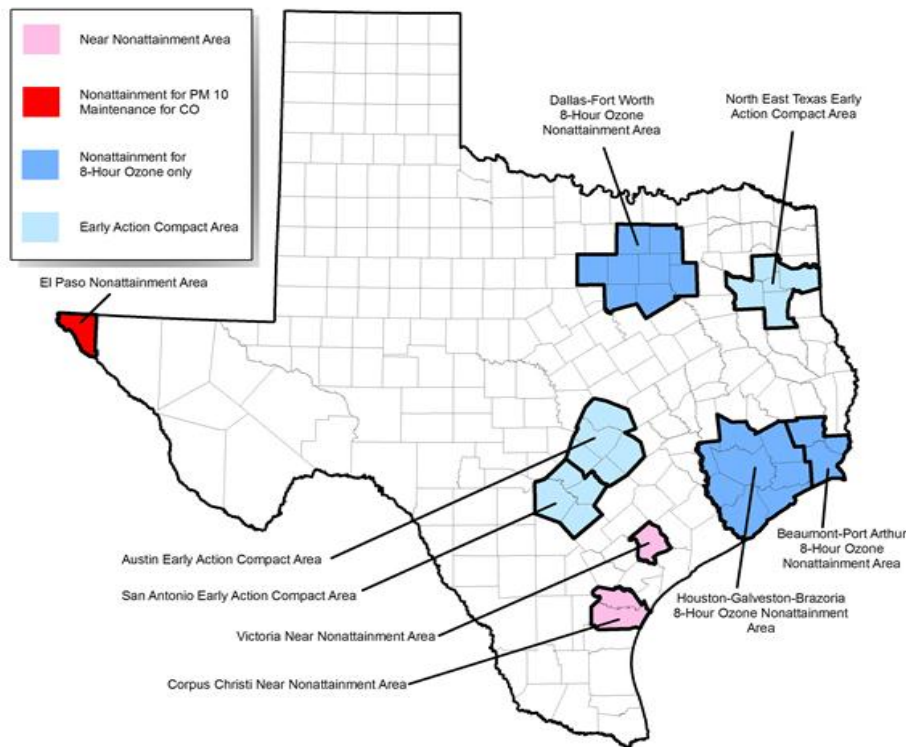 Near Nonattainment Area
Nonattainment for PM 10
Maintenance for CO
Nonattainment for
8-Hour Ozone only
Early Action Compact Area
Dallas-Fort Worth
8-Hour Ozone
Nonattainment Area
North East Texas Early
Action Compact Area
El Paso Nonattainment Area
Austin Early Action Compact Area
San Antonio Early Action Compact Area
Victoria Near Nonattainment Area
Corpus Christi Near Nonattainment Area
Beaumont-Port Arthur
8-Hour Ozone
Nonattainment Area
Houston-Galveston-Brazoria
8-Hour Ozone Nonattainment
Area